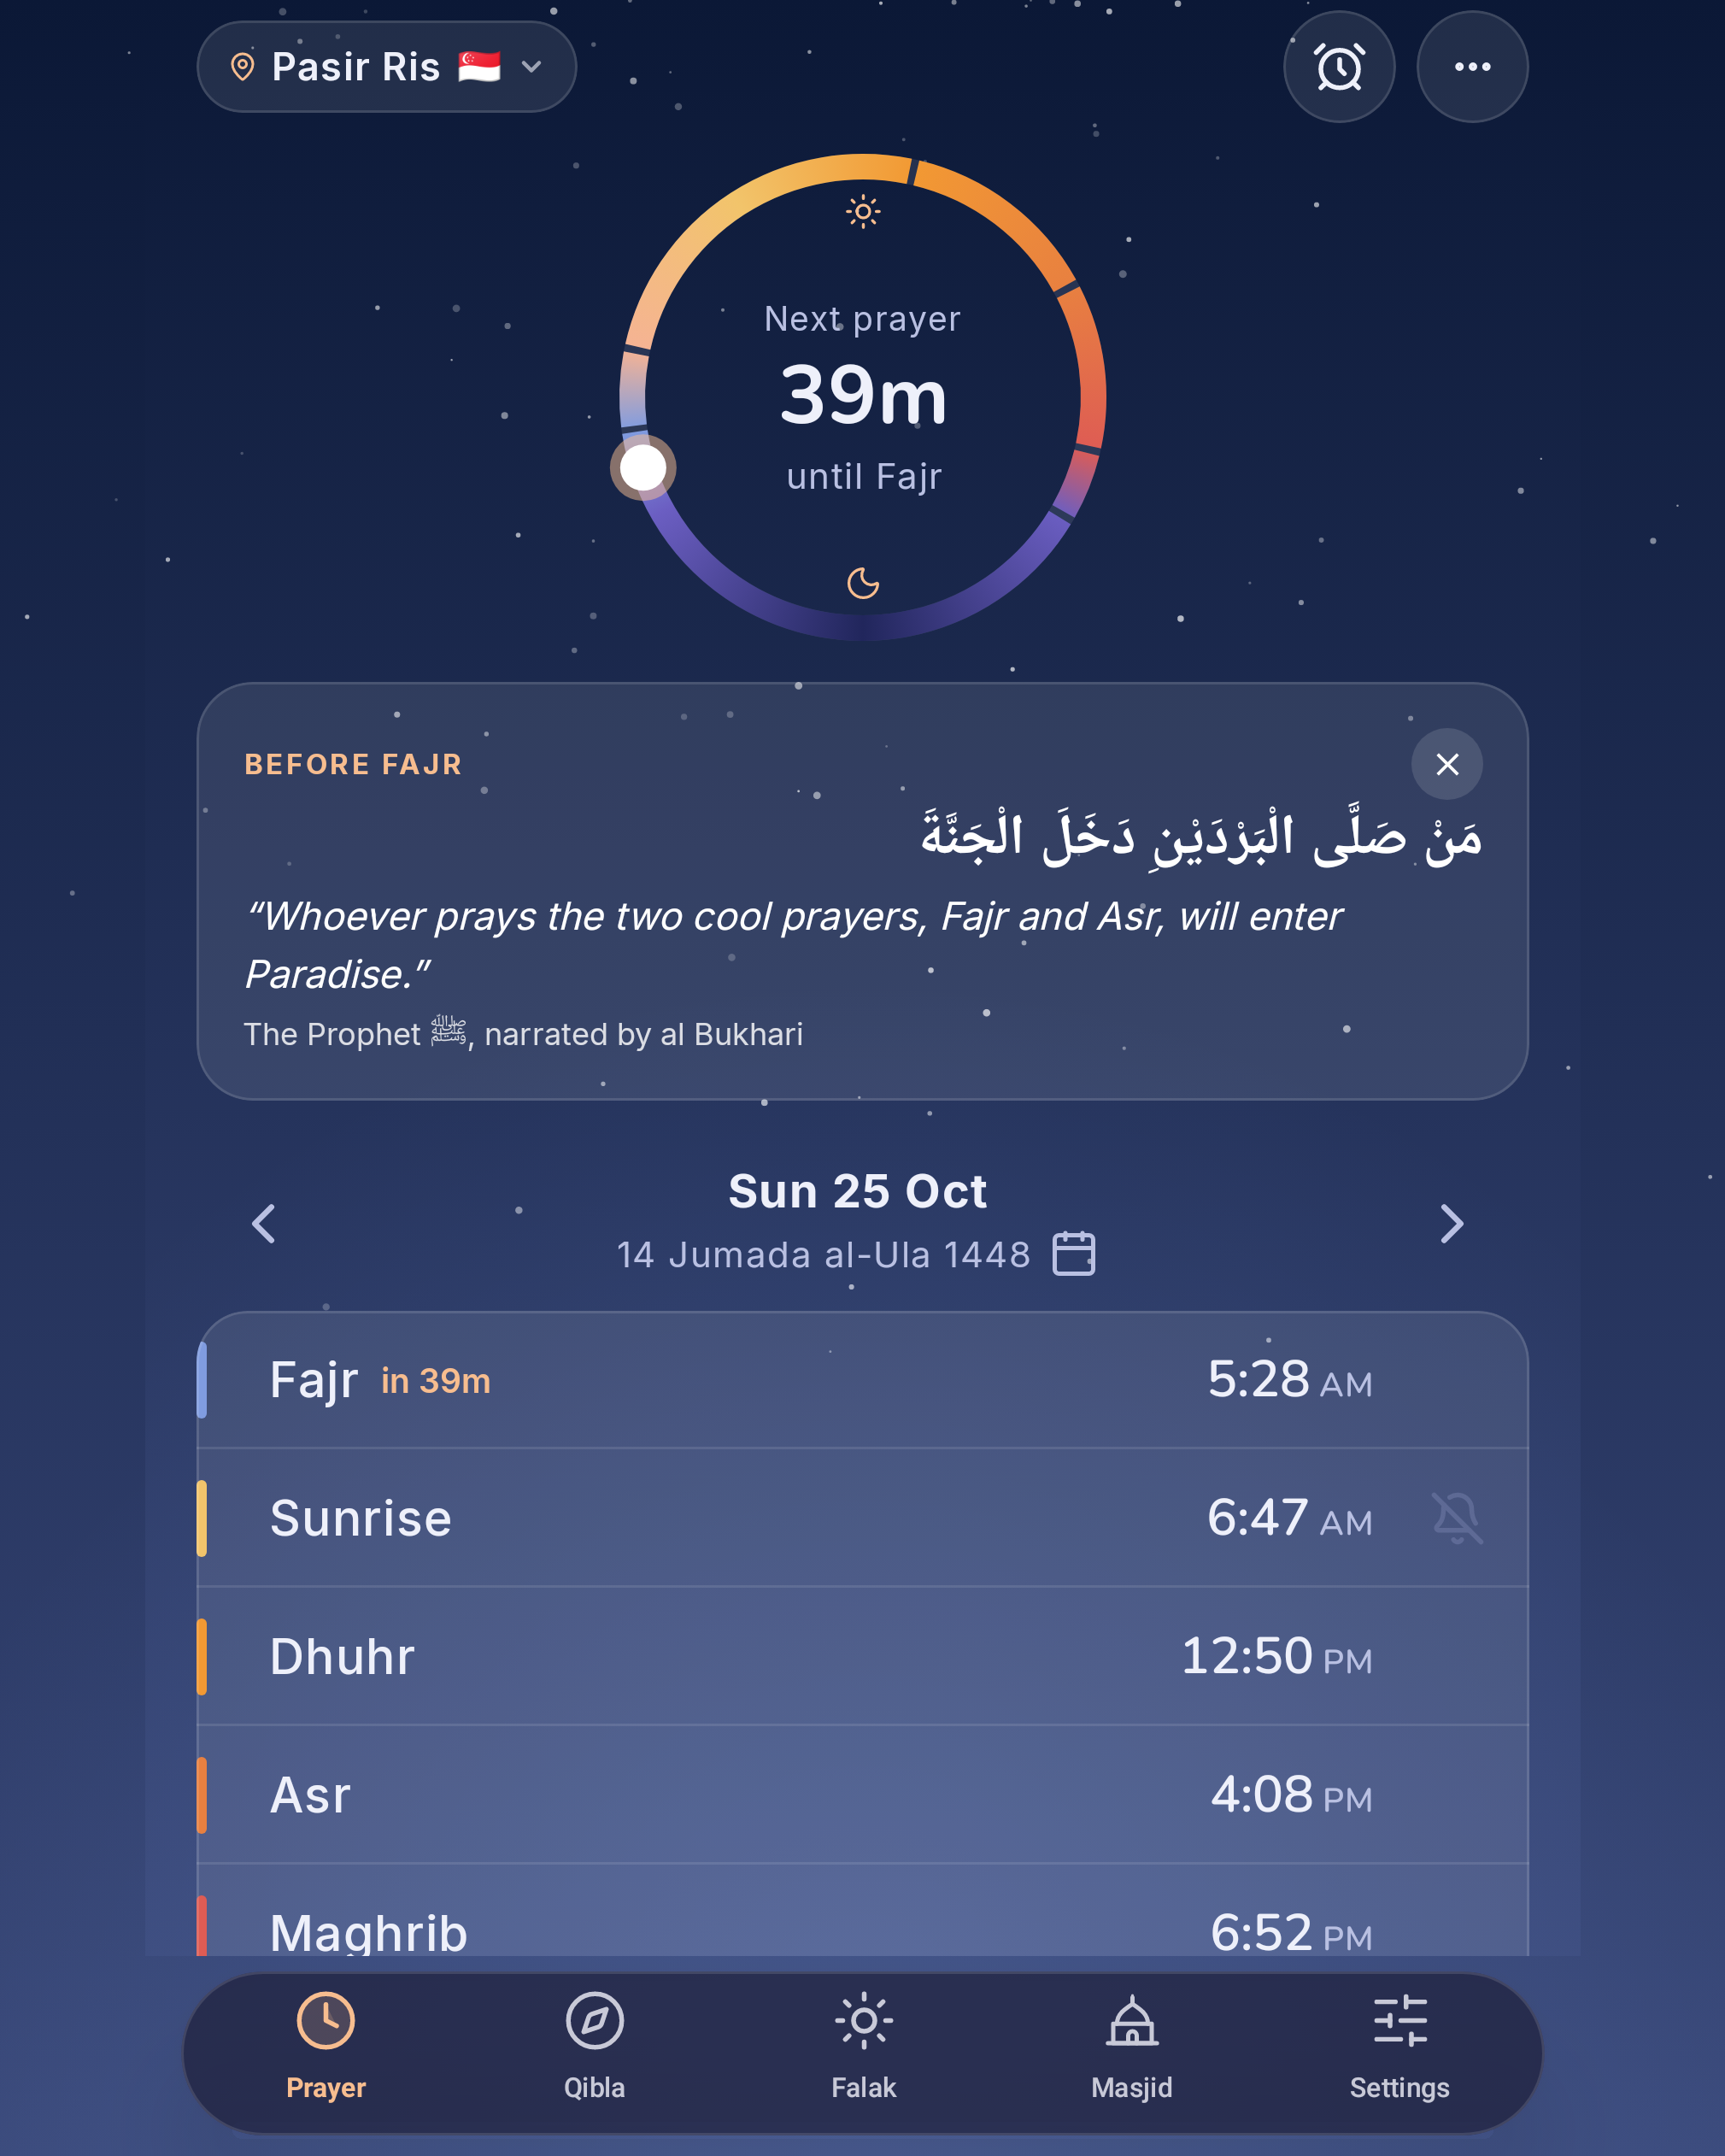 Pasir Ris 🇸🇬
Next prayer
39m
until Fajr
BEFORE FAJR
مَنْ صَلَّى الْبَرْدَيْنِ دَخَلَ الْجَنَّةَ
“Whoever prays the two cool prayers, Fajr and Asr, will enter
Paradise.”
The Prophet ﷺ, narrated by al Bukhari
Sun 25 Oct
14 Jumada al-Ula 1448
Fajr in 39m 5:28 AM
Sunrise 6:47 AM
Dhuhr 12:50 PM
Asr 4:08 PM
Maghrib 6:52 PM
Prayer Qibla Falak Masjid Settings